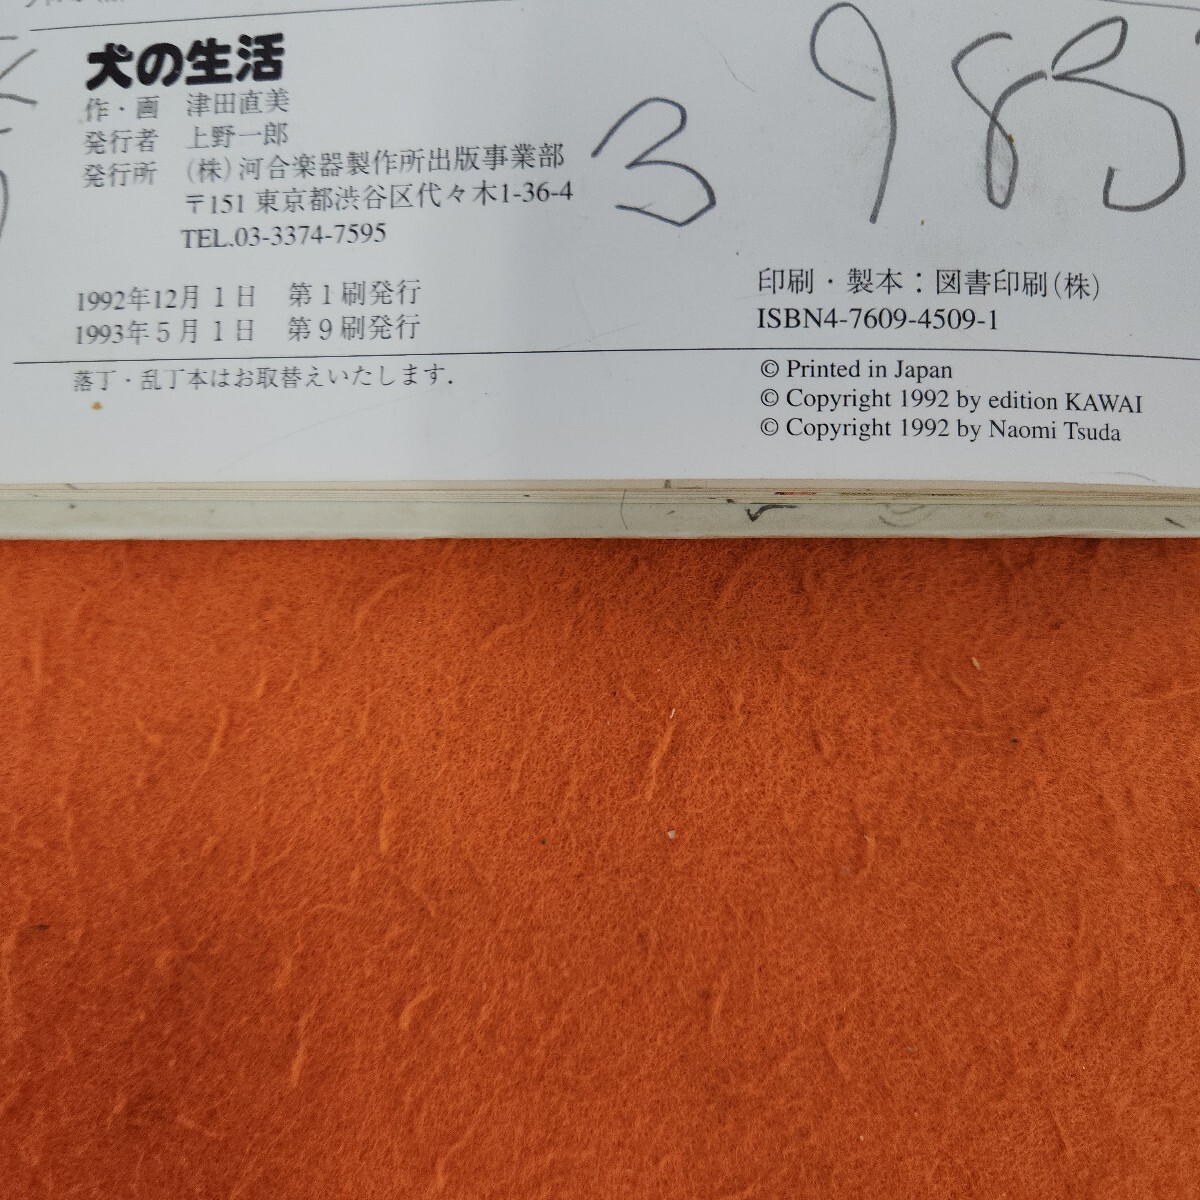 犬の生活
作・画 津田直美
発行者 上野一郎
発行所 (株)河合楽器製作所出版事業部
〒151 東京都渋谷区代々木1-36-4
TEL.03-3374-7595
3 983
1992年12月1日 第1刷発行
1993年5月1日 第9刷発行
印刷・製本：図書印刷(株)
ISBN4-7609-4509-1
落丁・乱丁本はお取替えいたします.
© Printed in Japan
© Copyright 1992 by edition KAWAI
© Copyright 1992 by Naomi Tsuda